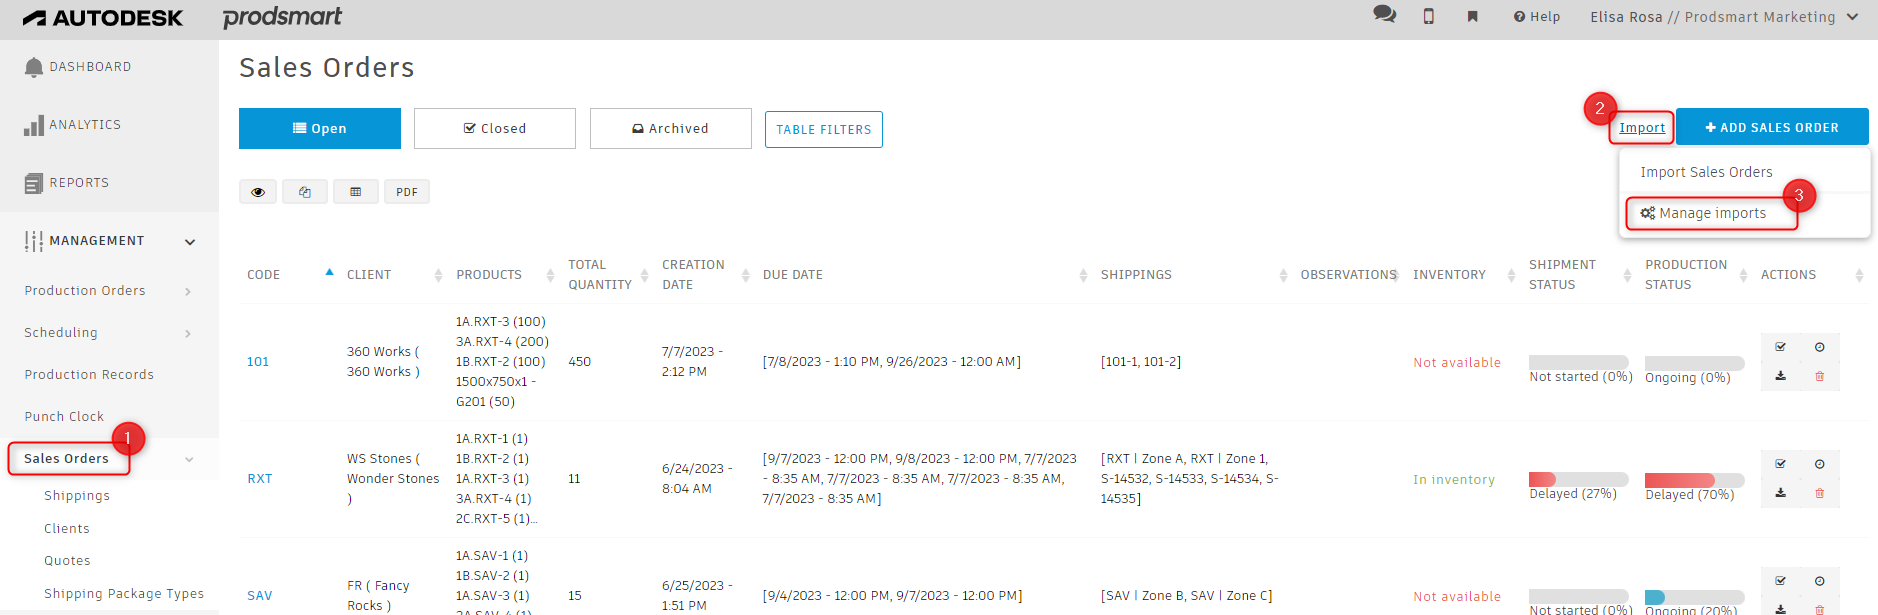 AUTODESK prodsmart
Help
Elisa Rosa // Prodsmart Marketing
DASHBOARD
ANALYTICS
REPORTS
MANAGEMENT
Production Orders
Scheduling
Production Records
Punch Clock
Sales Orders
1
Shippings
Clients
Quotes
Shipping Package Types
Sales Orders
Open
Closed
Archived
TABLE FILTERS
2
Import
+ ADD SALES ORDER
Import Sales Orders
3
Manage imports
PDF
CODE
CLIENT
PRODUCTS
TOTAL
QUANTITY
CREATION
DATE
DUE DATE
SHIPPINGS
OBSERVATIONS
INVENTORY
SHIPMENT
STATUS
PRODUCTION
STATUS
ACTIONS
101
360 Works (
360 Works )
1A.RXT-3 (100)
3A.RXT-4 (200)
1B.RXT-2 (100)
1500x750x1 -
G201 (50)
450
7/7/2023 -
2:12 PM
[7/8/2023 - 1:10 PM, 9/26/2023 - 12:00 AM]
[101-1, 101-2]
Not available
Not started (0%)
Ongoing (0%)
RXT
WS Stones (
Wonder Stones
)
1A.RXT-1 (1)
1B.RXT-2 (1)
1A.RXT-3 (1)
3A.RXT-4 (1)
2C.RXT-5 (1)...
11
6/24/2023 -
8:04 AM
[9/7/2023 - 12:00 PM, 9/8/2023 - 12:00 PM, 7/7/2023
- 8:35 AM, 7/7/2023 - 8:35 AM, 7/7/2023 - 8:35 AM,
7/7/2023 - 8:35 AM]
[RXT | Zone A, RXT | Zone 1,
S-14532, S-14533, S-14534, S-
14535]
In inventory
Delayed (27%)
Delayed (70%)
SAV
FR ( Fancy
Rocks )
1A.SAV-1 (1)
1B.SAV-2 (1)
1A.SAV-3 (1)
2A.SAV-4 (1)
15
6/25/2023 -
1:51 PM
[9/4/2023 - 12:00 PM, 9/7/2023 - 12:00 PM]
[SAV | Zone B, SAV | Zone C]
Not available
Not started (0%)
Ongoing (20%)